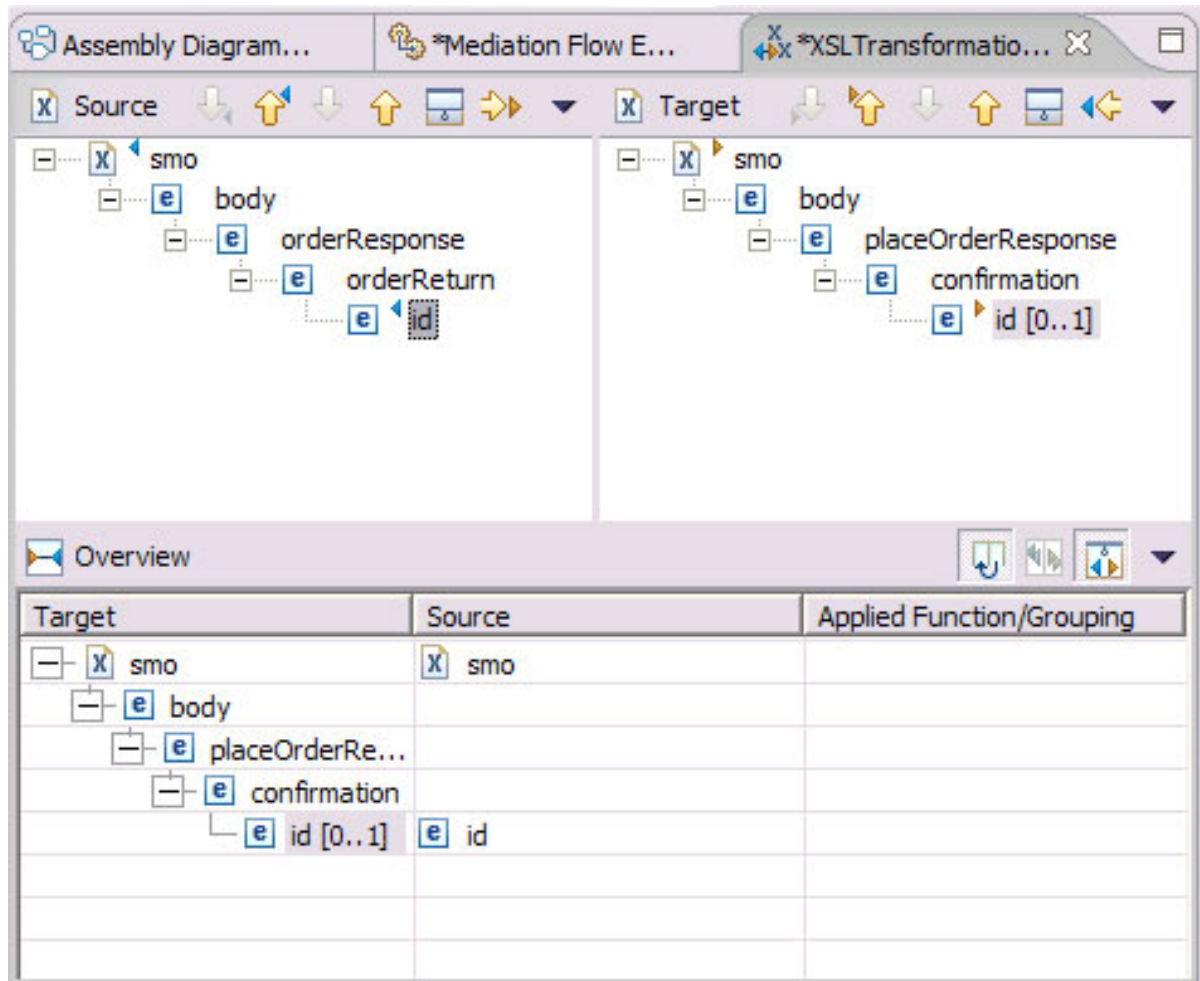 Assembly Diagram... *Mediation Flow E... *XSLTransformatio...
Source Target
smo smo
body body
orderResponse placeOrderResponse
orderReturn confirmation
id id [0..1]
Overview
Target Source Applied Function/Grouping
smo smo
body
placeOrderRe...
confirmation
id [0..1] id